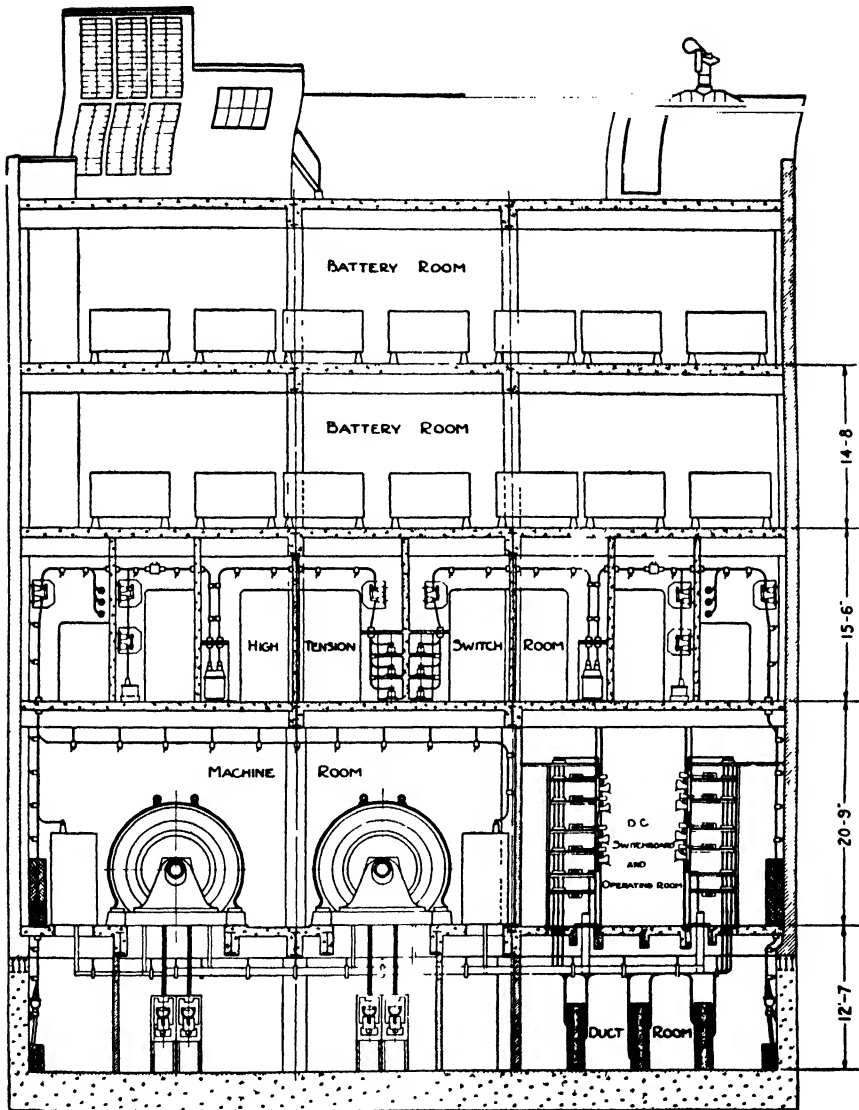 BATTERY ROOM
BATTERY ROOM
14-8
HIGH TENSION SWITCH ROOM
15'-6"
MACHINE ROOM
D.C
SWITCHBOARD
AND
OPERATING ROOM
20-9"
DUCT ROOM
12'-7